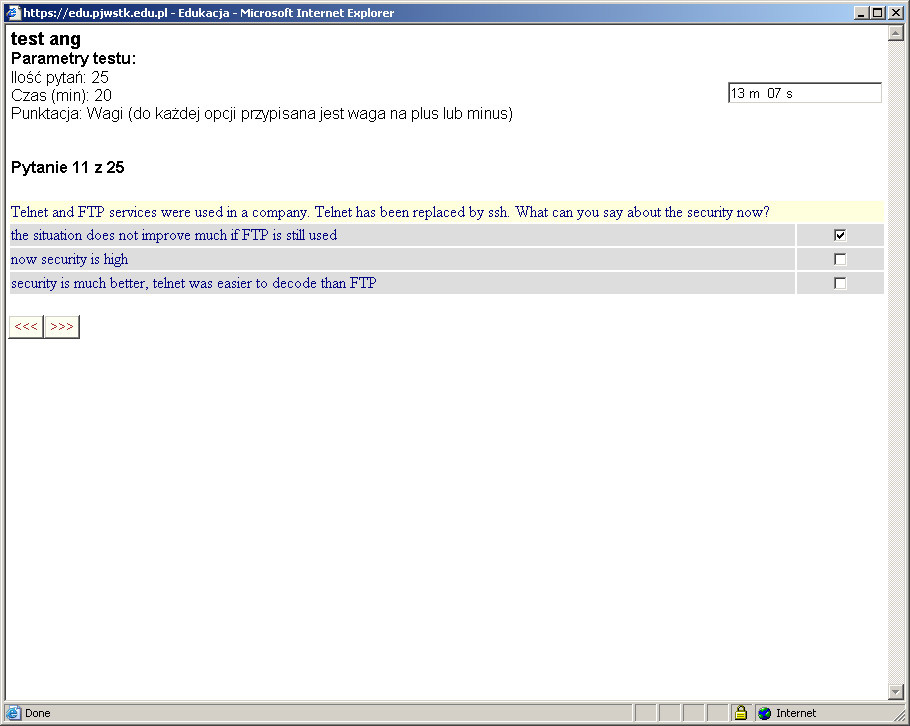 https://edu.pjwstk.edu.pl - Edukacja - Microsoft Internet Explorer
test ang
Parametry testu:
Ilość pytań: 25
Czas (min): 20
13 m 07 s
Punktacja: Wagi (do każdej opcji przypisana jest waga na plus lub minus)
Pytanie 11 z 25
Telnet and FTP services were used in a company. Telnet has been replaced by ssh. What can you say about the security now?
the situation does not improve much if FTP is still used
now security is high
security is much better, telnet was easier to decode than FTP
<<< >>>
Done Internet